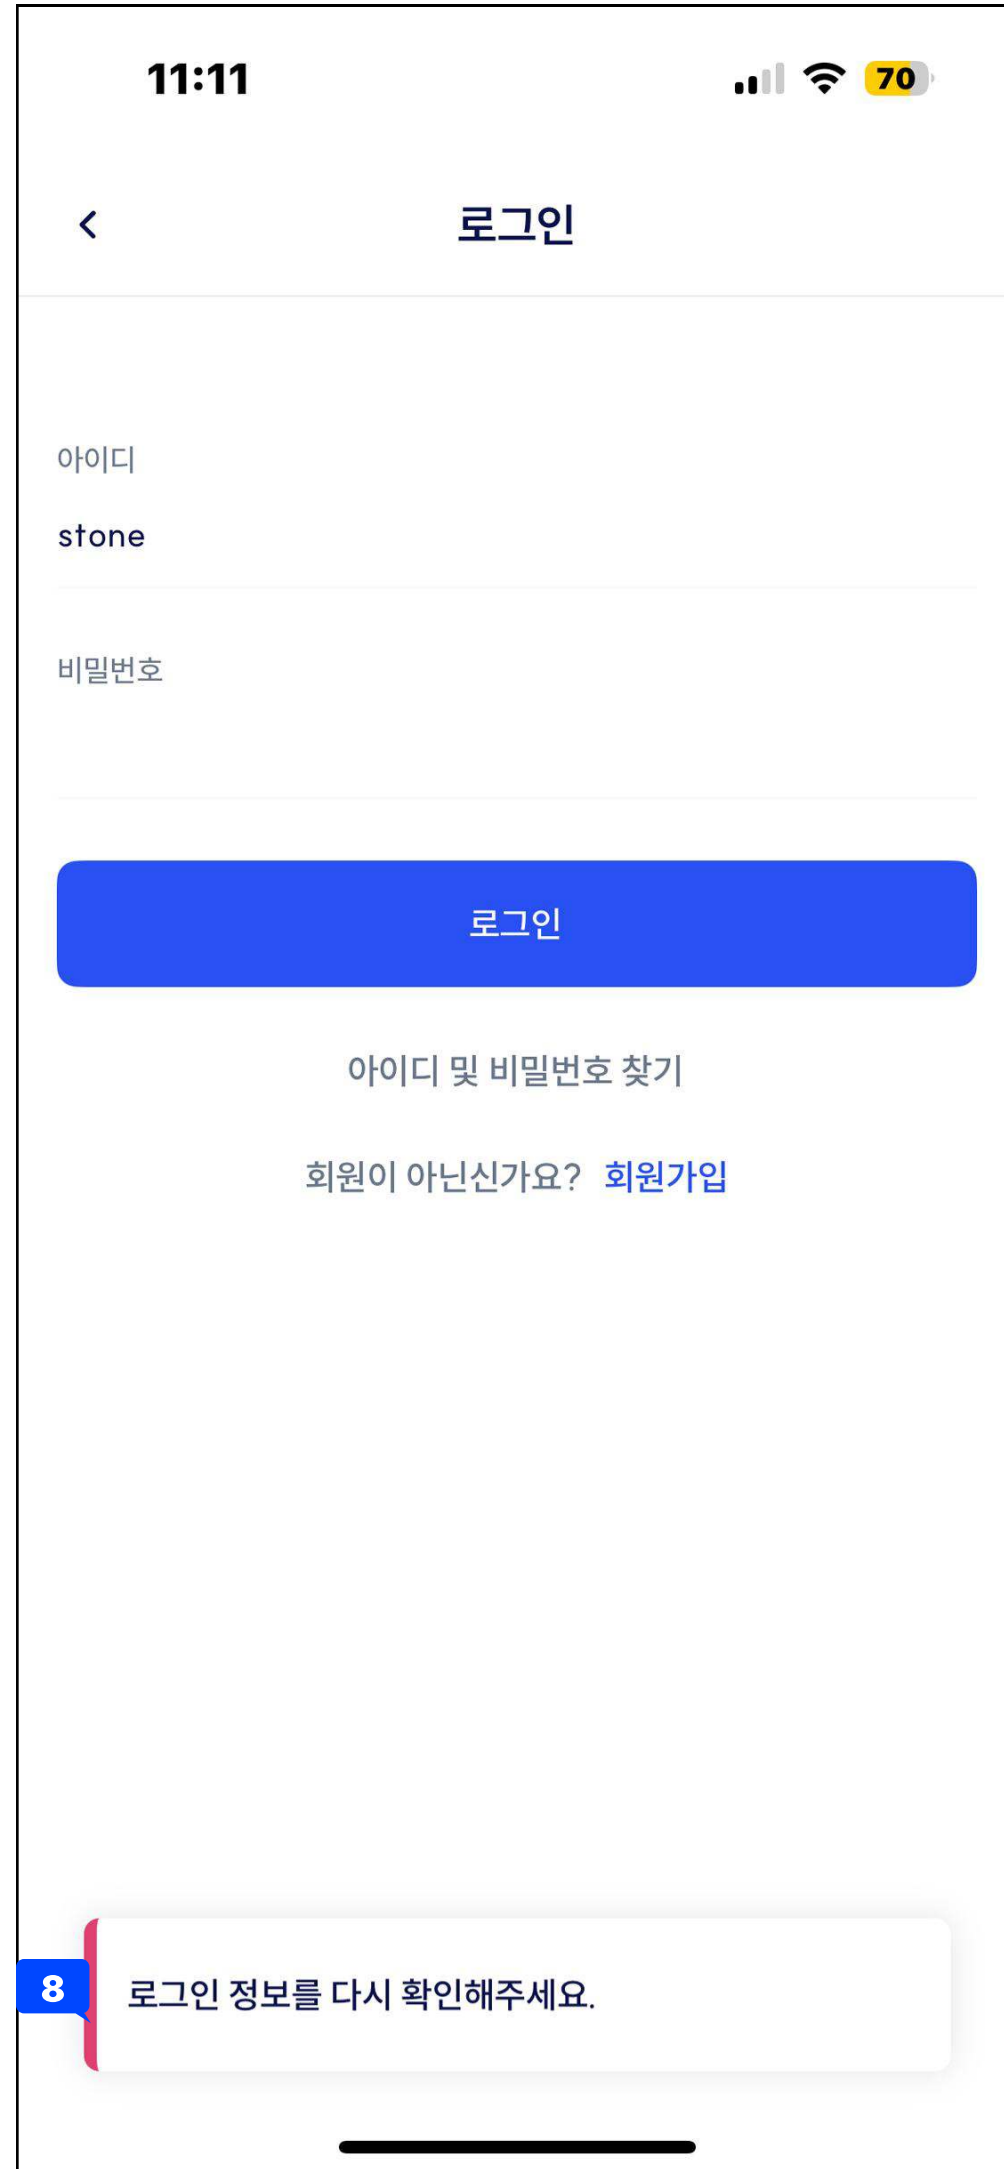 11:11
70
로그인
아이디
stone
비밀번호
로그인
아이디 및 비밀번호 찾기
회원이 아닌신가요? 회원가입
8
로그인 정보를 다시 확인해주세요.